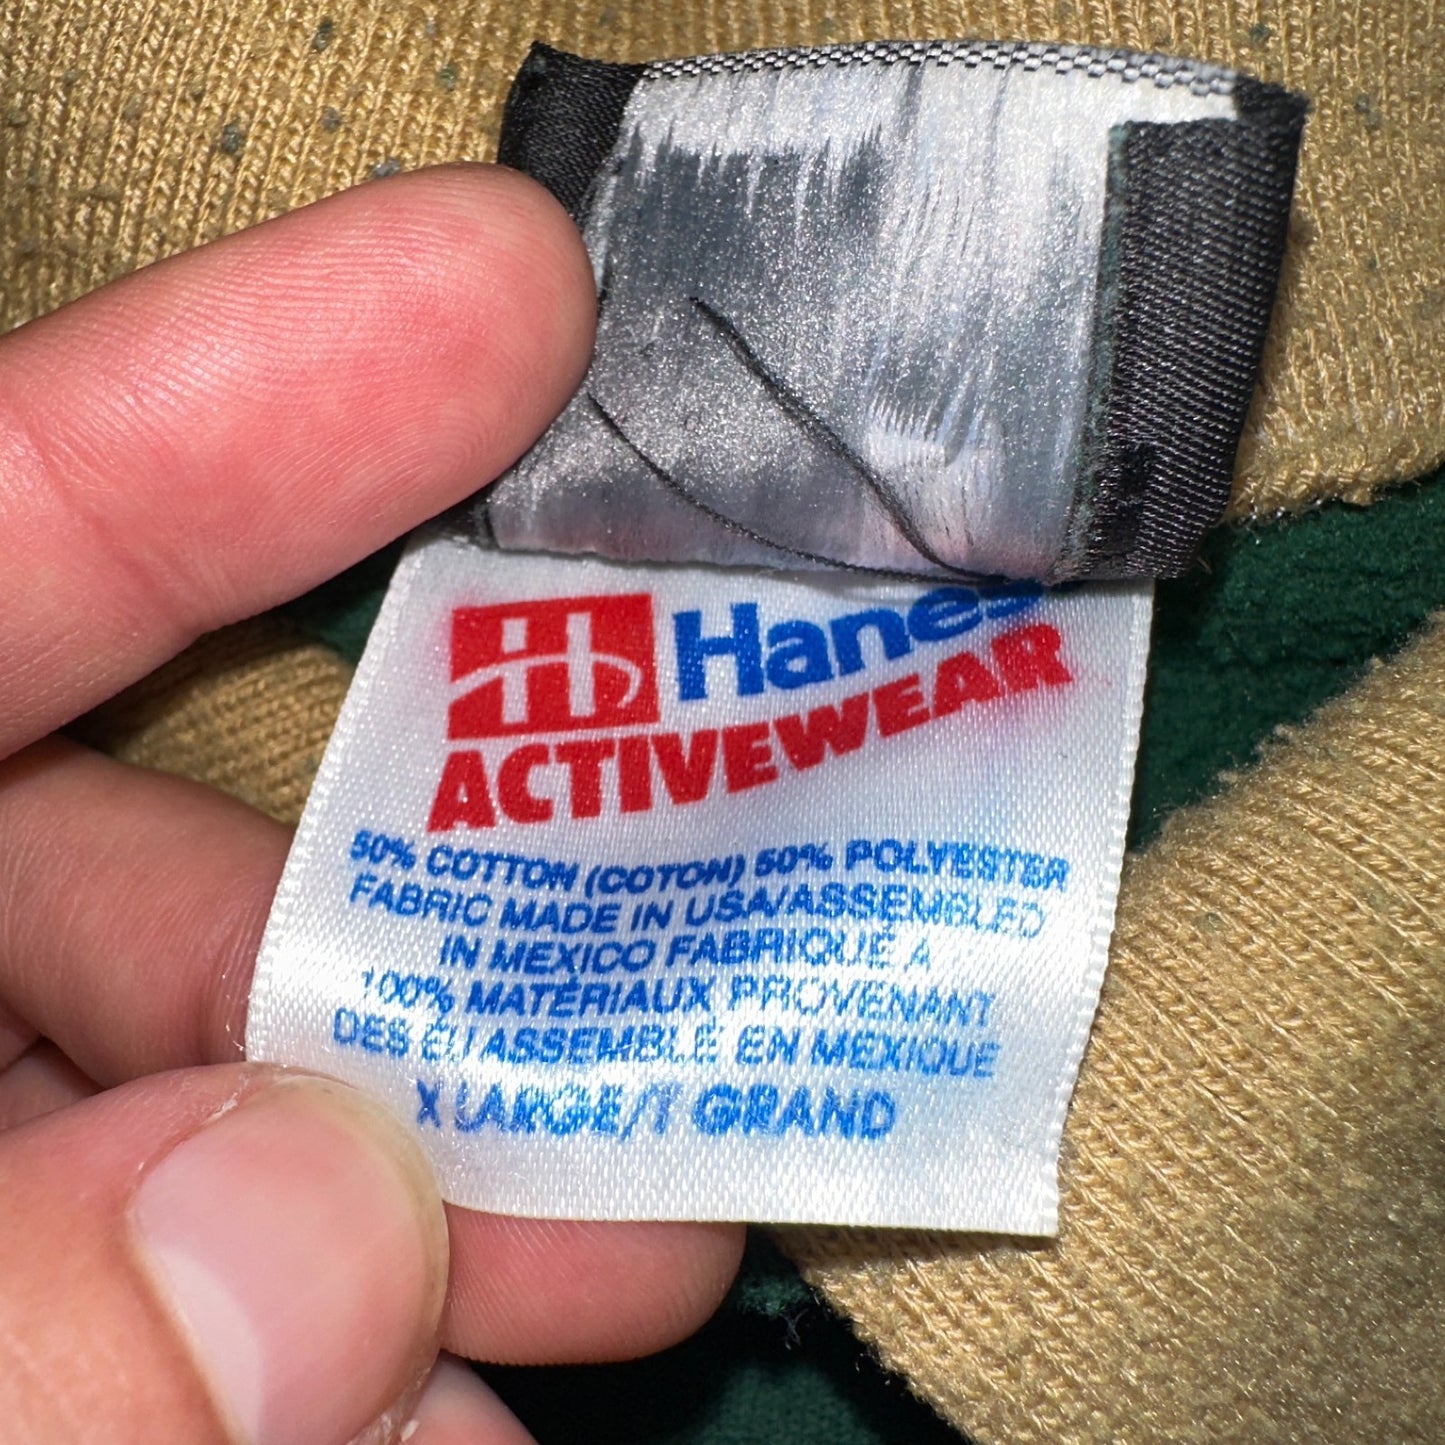 Hanes
ACTIVEWEAR
50% COTTON (COTON) 50% POLYESTER
FABRIC MADE IN USA/ASSEMBLED
IN MEXICO FABRIQUÉ À
100% MATÉRIAUX PROVENANT
DES ÉU ASSEMBLÉ EN MEXIQUE
X LARGE/T GRAND